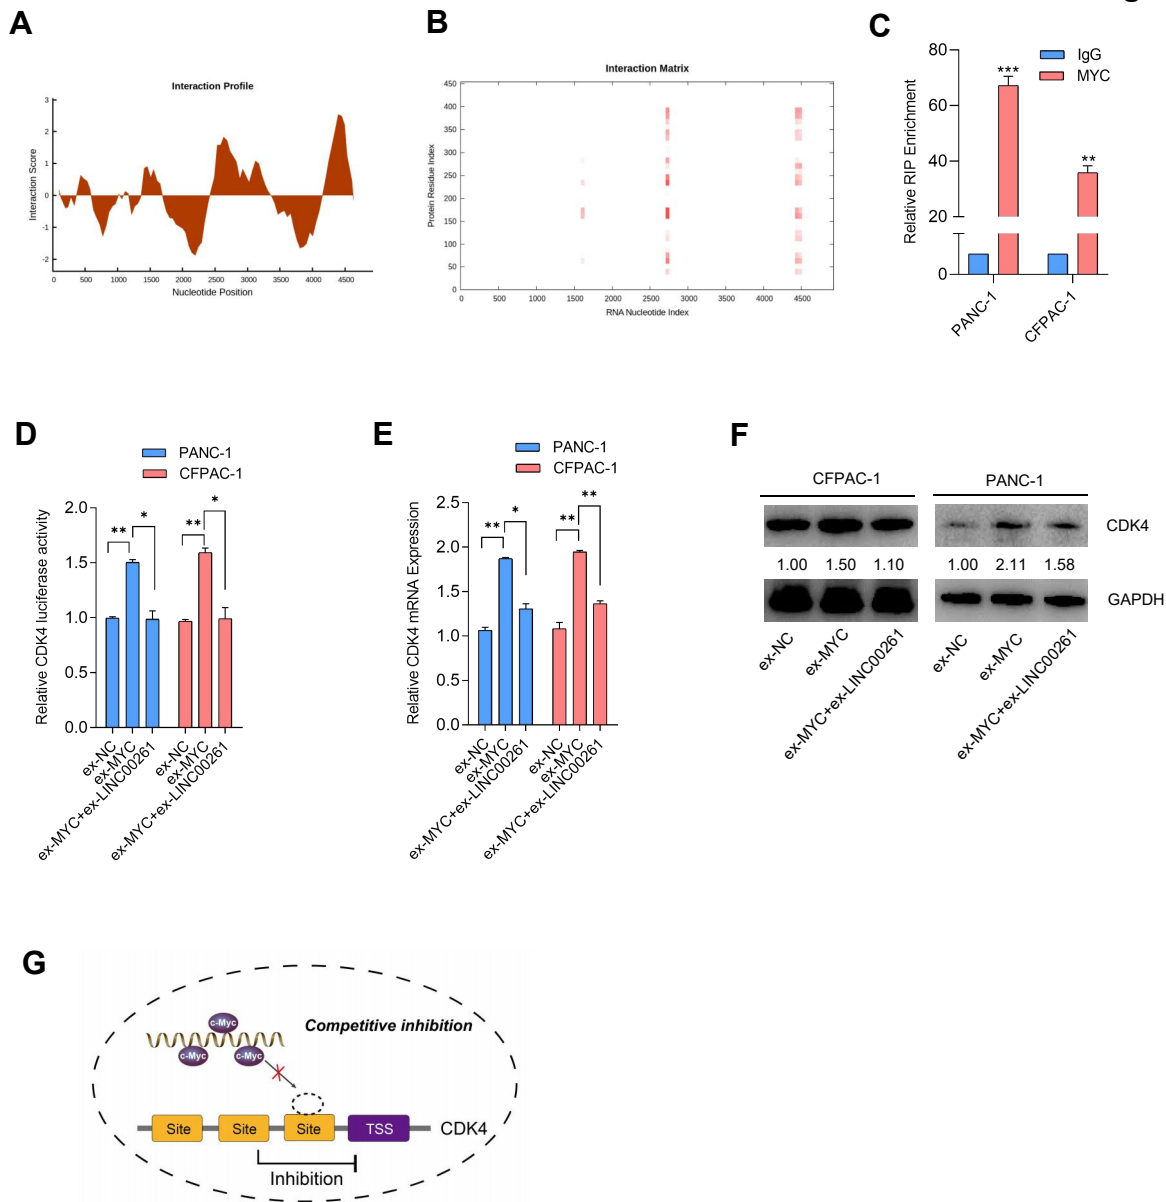 g
A
B
C
Interaction Profile
Interaction Score
3
2
1
0
-1
-2
0 500 1000 1500 2000 2500 3000 3500 4000 4500
Nucleotide Position
Interaction Matrix
Protein Residue Index
450
400
350
300
250
200
150
100
50
0
0 500 1000 1500 2000 2500 3000 3500 4000 4500
RNA Nucleotide Index
IgG
MYC
Relative RIP Enrichment
80
60
40
20
0
***
**
PANC-1
CFPAC-1
D
PANC-1
CFPAC-1
Relative CDK4 luciferase activity
2.0
1.5
1.0
0.5
0.0
** * ** *
ex-NC
ex-MYC
ex-MYC+ex-LINC00261
ex-NC
ex-MYC
ex-MYC+ex-LINC00261
E
PANC-1
CFPAC-1
Relative CDK4 mRNA Expression
2.5
2.0
1.5
1.0
0.5
0.0
** * ** **
ex-NC
ex-MYC
ex-MYC+ex-LINC00261
ex-NC
ex-MYC
ex-MYC+ex-LINC00261
F
CFPAC-1 PANC-1
CDK4
1.00 1.50 1.10 1.00 2.11 1.58
GAPDH
ex-NC
ex-MYC
ex-MYC+ex-LINC00261
ex-NC
ex-MYC
ex-MYC+ex-LINC00261
G
c-Myc
c-Myc
c-Myc
Competitive inhibition
Site Site Site TSS CDK4
Inhibition